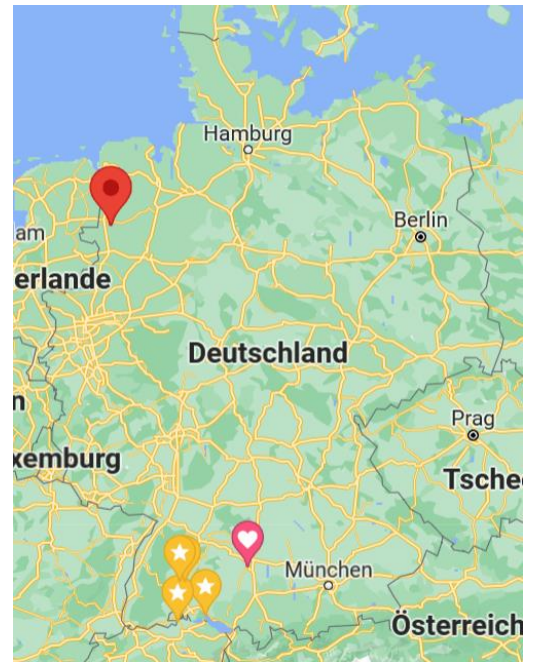 Hamburg
Berlin
am
erlande
Deutschland
n
Prag
xemburg
Tsche
München
Österreich